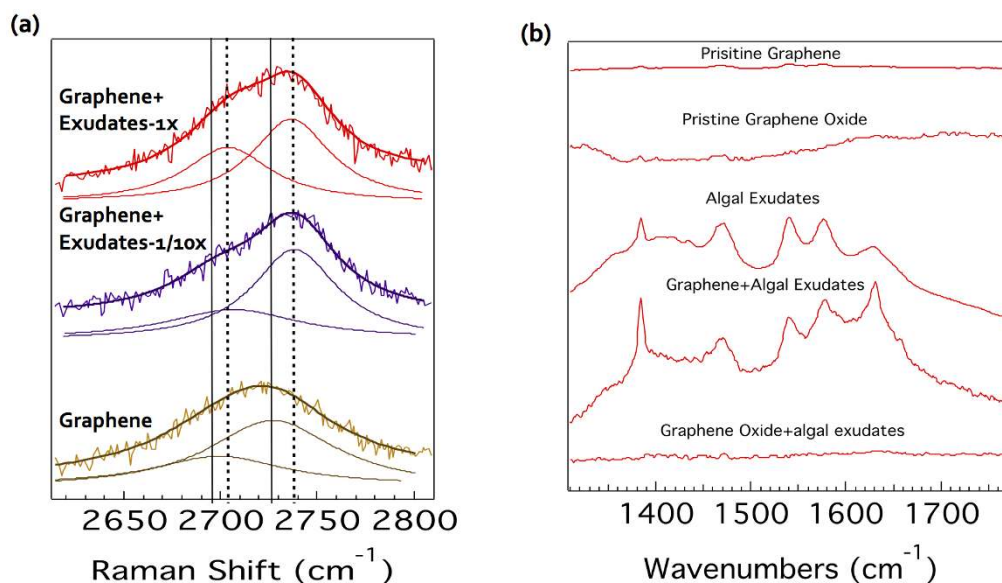 (a)
Graphene+
Exudates-1x
Graphene+
Exudates-1/10x
Graphene
2650 2700 2750 2800
Raman Shift (cm⁻¹)
(b)
Prisitine Graphene
Pristine Graphene Oxide
Algal Exudates
Graphene+Algal Exudates
Graphene Oxide+algal exudates
1400 1500 1600 1700
Wavenumbers (cm⁻¹)